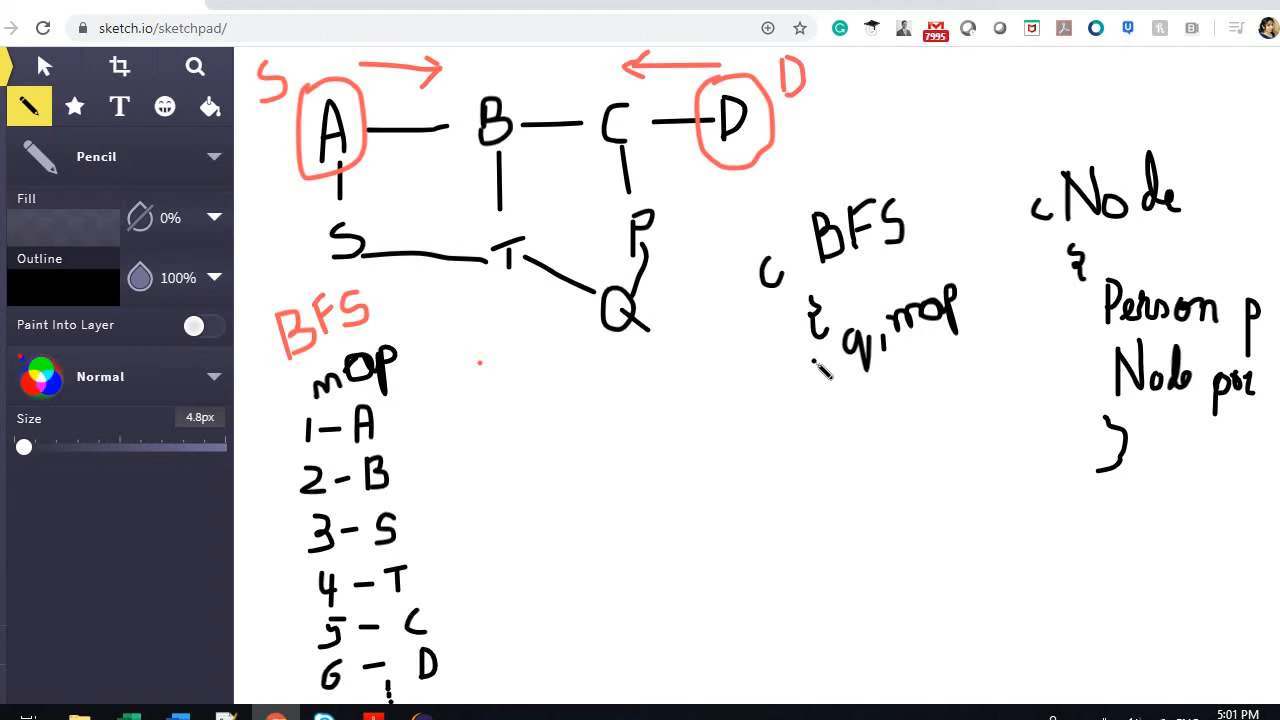 sketch.io/sketchpad/
7995
Pencil
Fill
0%
Outline
100%
Paint Into Layer
Normal
Size
4.8px
S
D
A B C D
S T P
Q
BFS
map
1 - A
2 - B
3 - S
4 - T
5 - C
6 - D
c BFS
{ q, map
c Node
{
Person p
Node
}
5:01 PM